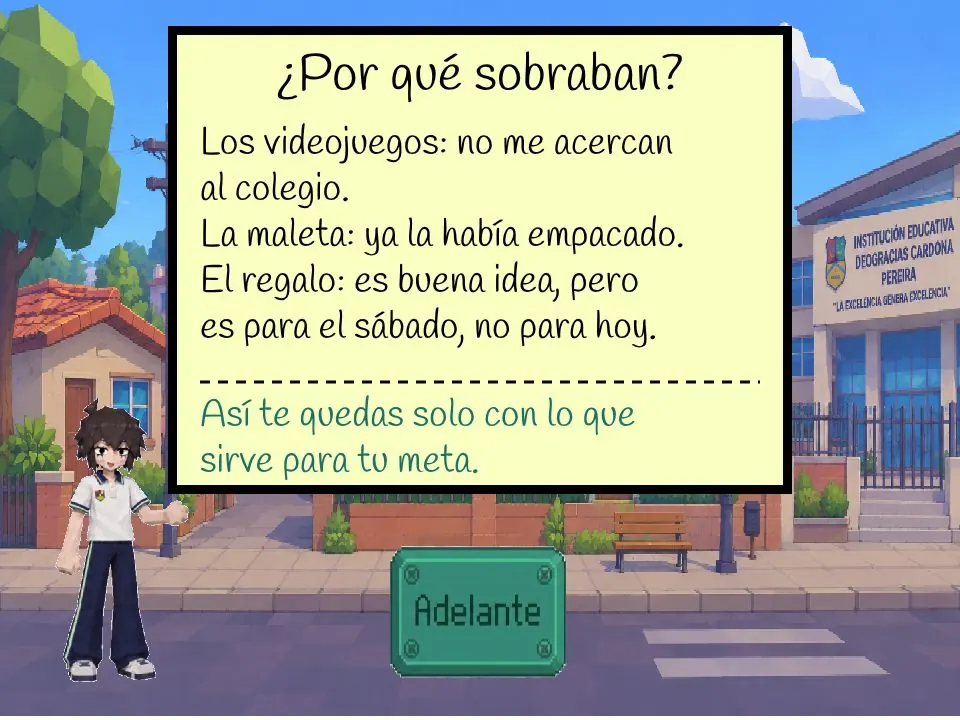 ¿Por qué sobraban?
Los videojuegos: no me acercan
al colegio.
La maleta: ya la había empacado.
El regalo: es buena idea, pero
es para el sábado, no para hoy.
Así te quedas solo con lo que
sirve para tu meta.
INSTITUCIÓN EDUCATIVA
DEOGRACIAS CARDONA
PEREIRA
"LA EXCELENCIA GENERA EXCELENCIA"
Adelante